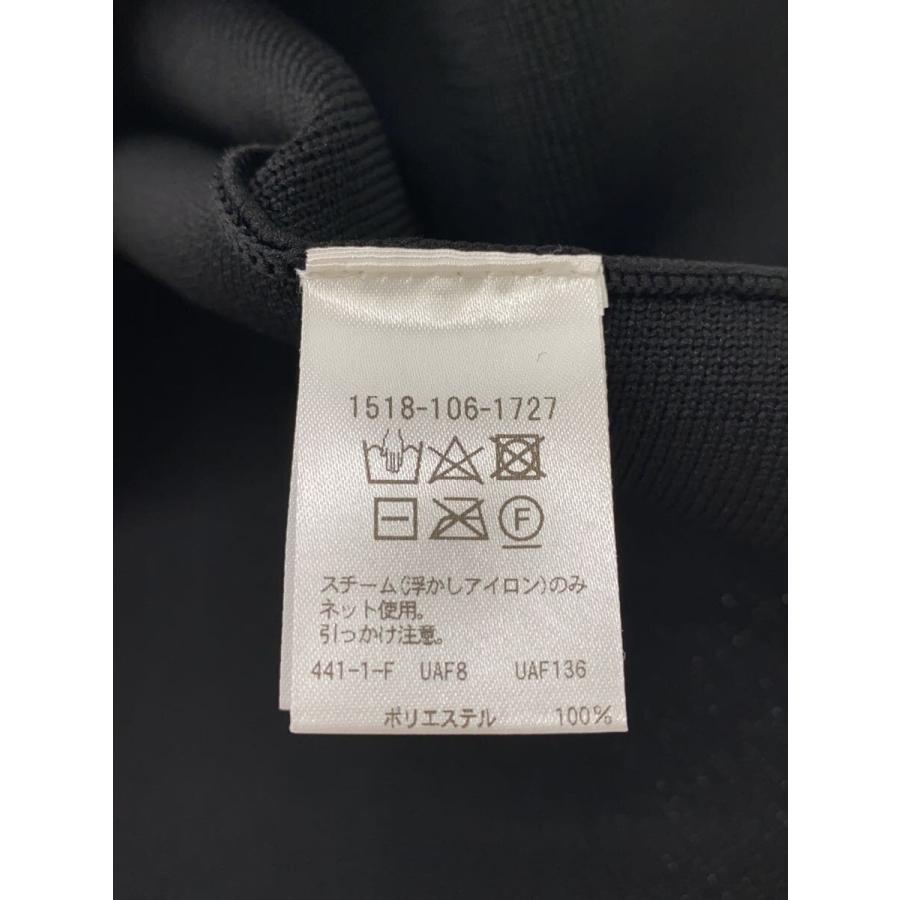 1518-106-1727
F
スチーム(浮かしアイロン)のみ
ネット使用。
引っかけ注意。
441-1-F UAF8 UAF136
ポリエステル 100%